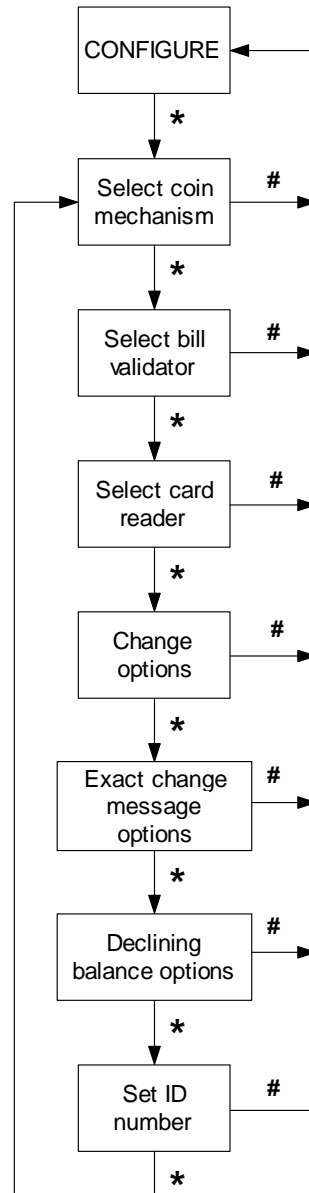 CONFIGURE
*
Select coin
mechanism
#
*
Select bill
validator
#
*
Select card
reader
#
*
Change
options
#
*
Exact change
message
options
#
*
Declining
balance options
#
*
Set ID
number
#
*